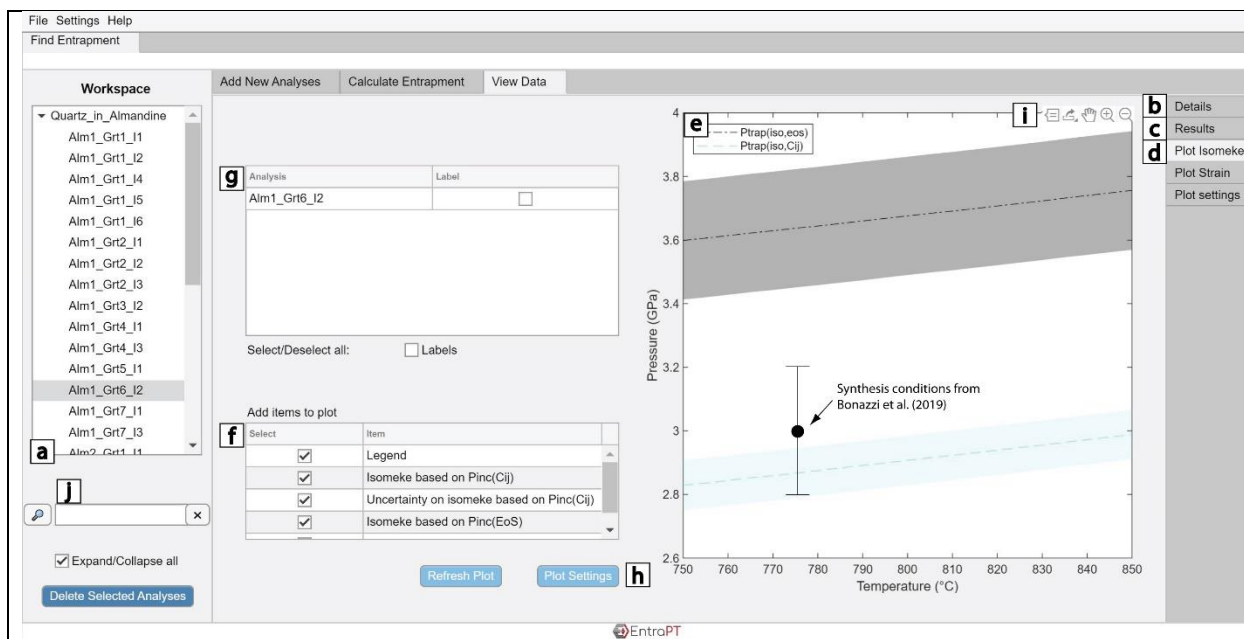 File Settings Help
Find Entrapment
Workspace
Quartz_in_Almandine
Alm1_Grt1_I1
Alm1_Grt1_I2
Alm1_Grt1_I4
Alm1_Grt1_I5
Alm1_Grt1_I6
Alm1_Grt2_I1
Alm1_Grt2_I2
Alm1_Grt2_I3
Alm1_Grt3_I2
Alm1_Grt4_I1
Alm1_Grt4_I3
Alm1_Grt5_I1
Alm1_Grt6_I2
Alm1_Grt7_I1
Alm1_Grt7_I3
Alm2_Grt1_I1
a
j
Expand/Collapse all
Delete Selected Analyses
Add New Analyses Calculate Entrapment View Data
g
Analysis Label
Alm1_Grt6_I2
Select/Deselect all: Labels
Add items to plot
f
Select Item
Legend
Isomeke based on Pinc(Cij)
Uncertainty on isomeke based on Pinc(Cij)
Isomeke based on Pinc(EoS)
Refresh Plot Plot Settings h
e
Ptrap(iso,eos)
Ptrap(iso,Cij)
i
Pressure (GPa)
4
3.8
3.6
3.4
3.2
3
2.8
2.6
Synthesis conditions from
Bonazzi et al. (2019)
750 760 770 780 790 800 810 820 830 840 850
Temperature (°C)
b Details
c Results
d Plot Isomeke
Plot Strain
Plot settings
EntraPT